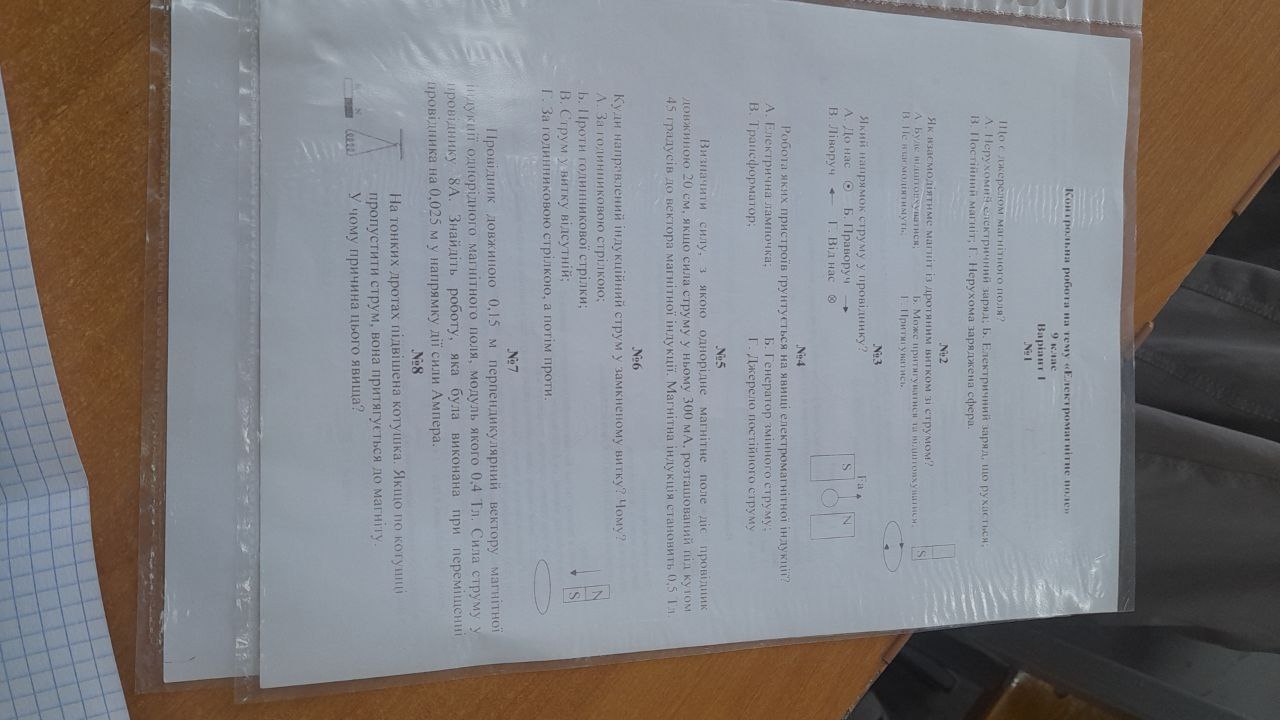 Контрольна робота на тему «Електромагнітне поле»
9 клас
Варіант 1
№1
Що є джерелом магнітного поля?
А. Нерухомий електричний заряд; Б. Електричний заряд, що рухається;
В. Постійний магніт; Г. Нерухома заряджена сфера.
№2
Як взаємодіятиме магніт із дротяним витком зі струмом?
А. Буде відштовхуватися; Б. Може притягуватися та відштовхуватися.
В. Не взаємодіятимуть; Г. Притягуватись.
S
№3
Який напрямок струму у провіднику?
А. До нас ⊙ Б. Праворуч →
В. Ліворуч ← Г. Від нас ⊗
Fа
S N
№4
Робота яких пристроїв ґрунтується на явищі електромагнітної індукції?
А. Електрична лампочка; Б. Генератор змінного струму;
В. Трансформатор; Г. Джерело постійного струму
№5
Визначити силу, з якою однорідне магнітне поле діє провідник
довжиною 20 см, якщо сила струму у ньому 300 мА, розташований під кутом
45 градусів до вектора магнітної індукції. Магнітна індукція становить 0,5 Тл.
№6
Куди направлений індукційний струм у замкненому витку? Чому?
А. За годинниковою стрілкою;
Б. Проти годинникової стрілки;
В. Струм у витку відсутній;
Г. За годинниковою стрілкою, а потім проти.
N
S
№7
Провідник довжиною 0,15 м перпендикулярний вектору магнітної
індукції однорідного магнітного поля, модуль якого 0,4 Тл. Сила струму у
провіднику 8А. Знайдіть роботу, яка була виконана при переміщенні
провідника на 0,025 м у напрямку дії сили Ампера.
№8
На тонких дротах підвішена котушка. Якщо по котушці
пропустити струм, вона притягується до магніту.
У чому причина цього явища?